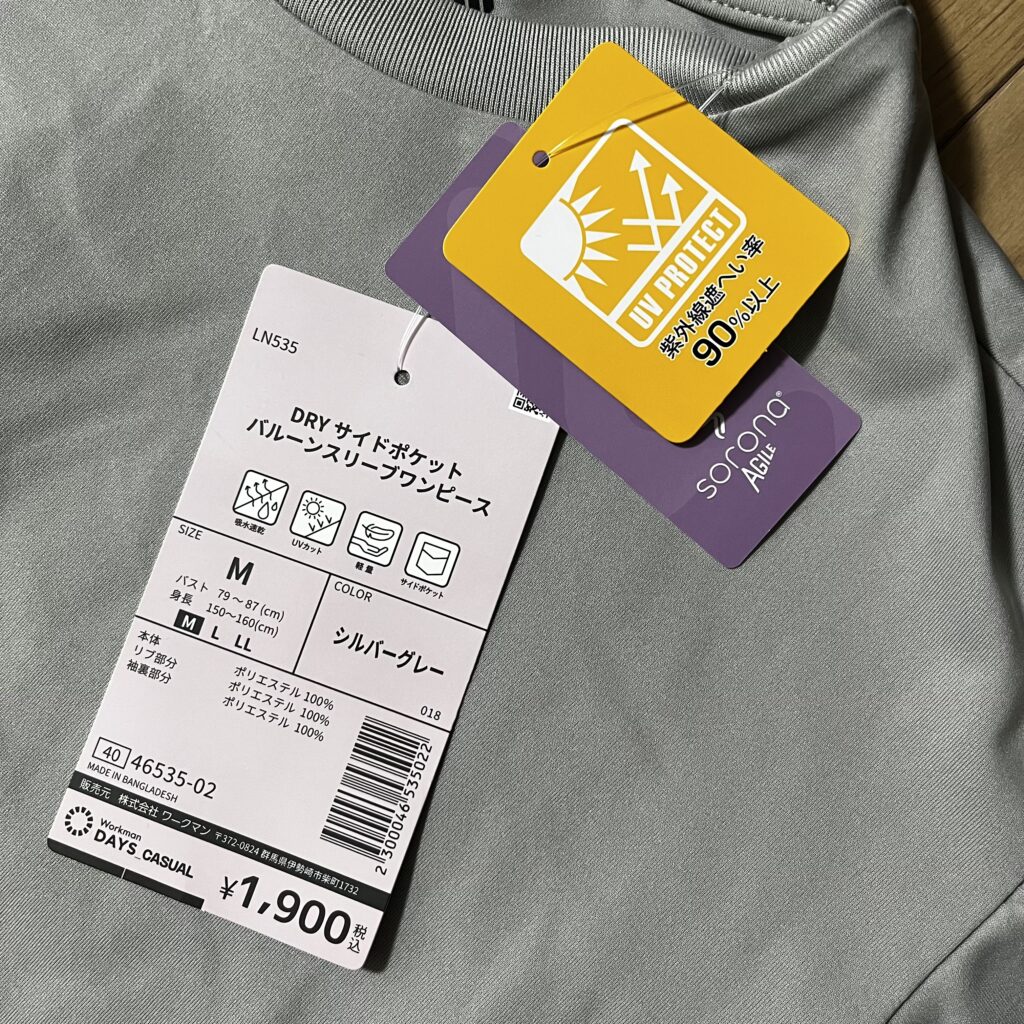 UV PROTECT
紫外線遮へい率
90%以上
sorona®
AGILE
LN535
DRY サイドポケット
バルーンスリーブワンピース
吸水速乾
UVカット
軽量
サイドポケット
SIZE
M
バスト 79～87(cm)
身長 150～160(cm)
M L LL
COLOR
シルバーグレー
018
本体 ポリエステル 100%
リブ部分 ポリエステル 100%
袖裏部分 ポリエステル 100%
40 46535-02
MADE IN BANGLADESH
2 300046 535022
販売元 株式会社 ワークマン 〒372-0824 群馬県伊勢崎市柴町1732
Workman
DAYS_CASUAL
¥1,900 税込